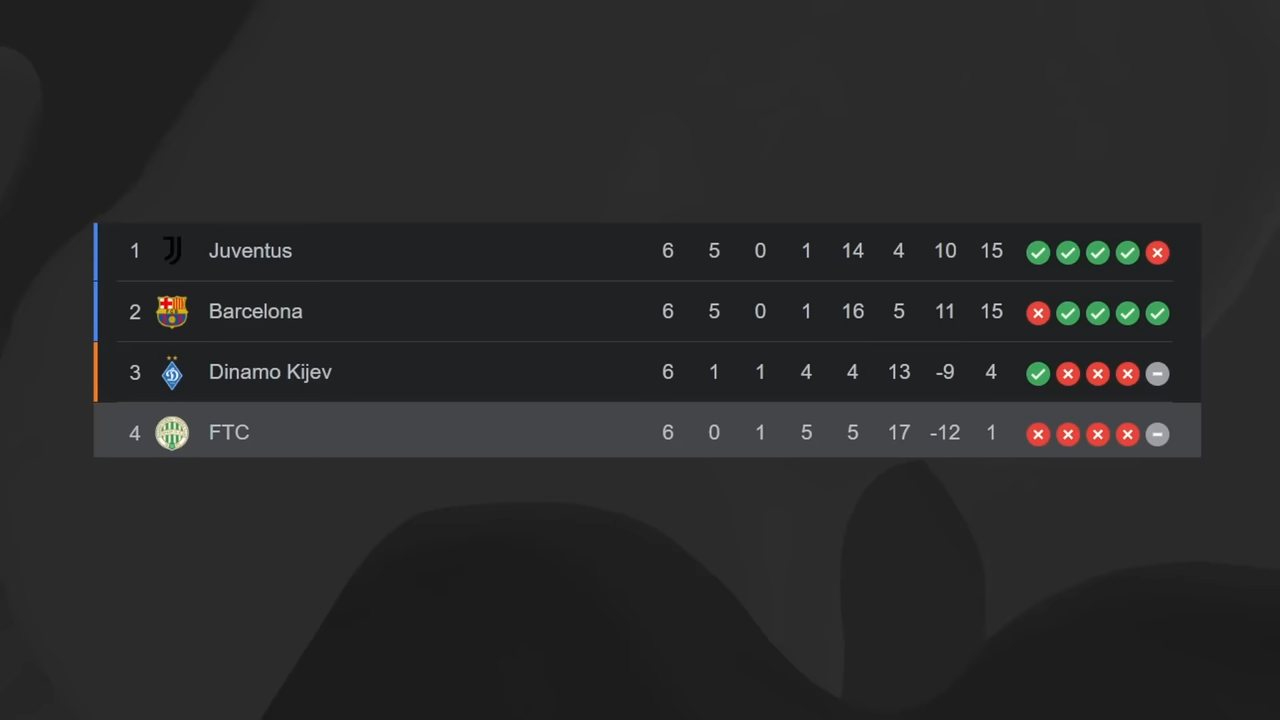 1 Juventus 6 5 0 1 14 4 10 15
2 Barcelona 6 5 0 1 16 5 11 15
3 Dinamo Kijev 6 1 1 4 4 13 -9 4
4 FTC 6 0 1 5 5 17 -12 1